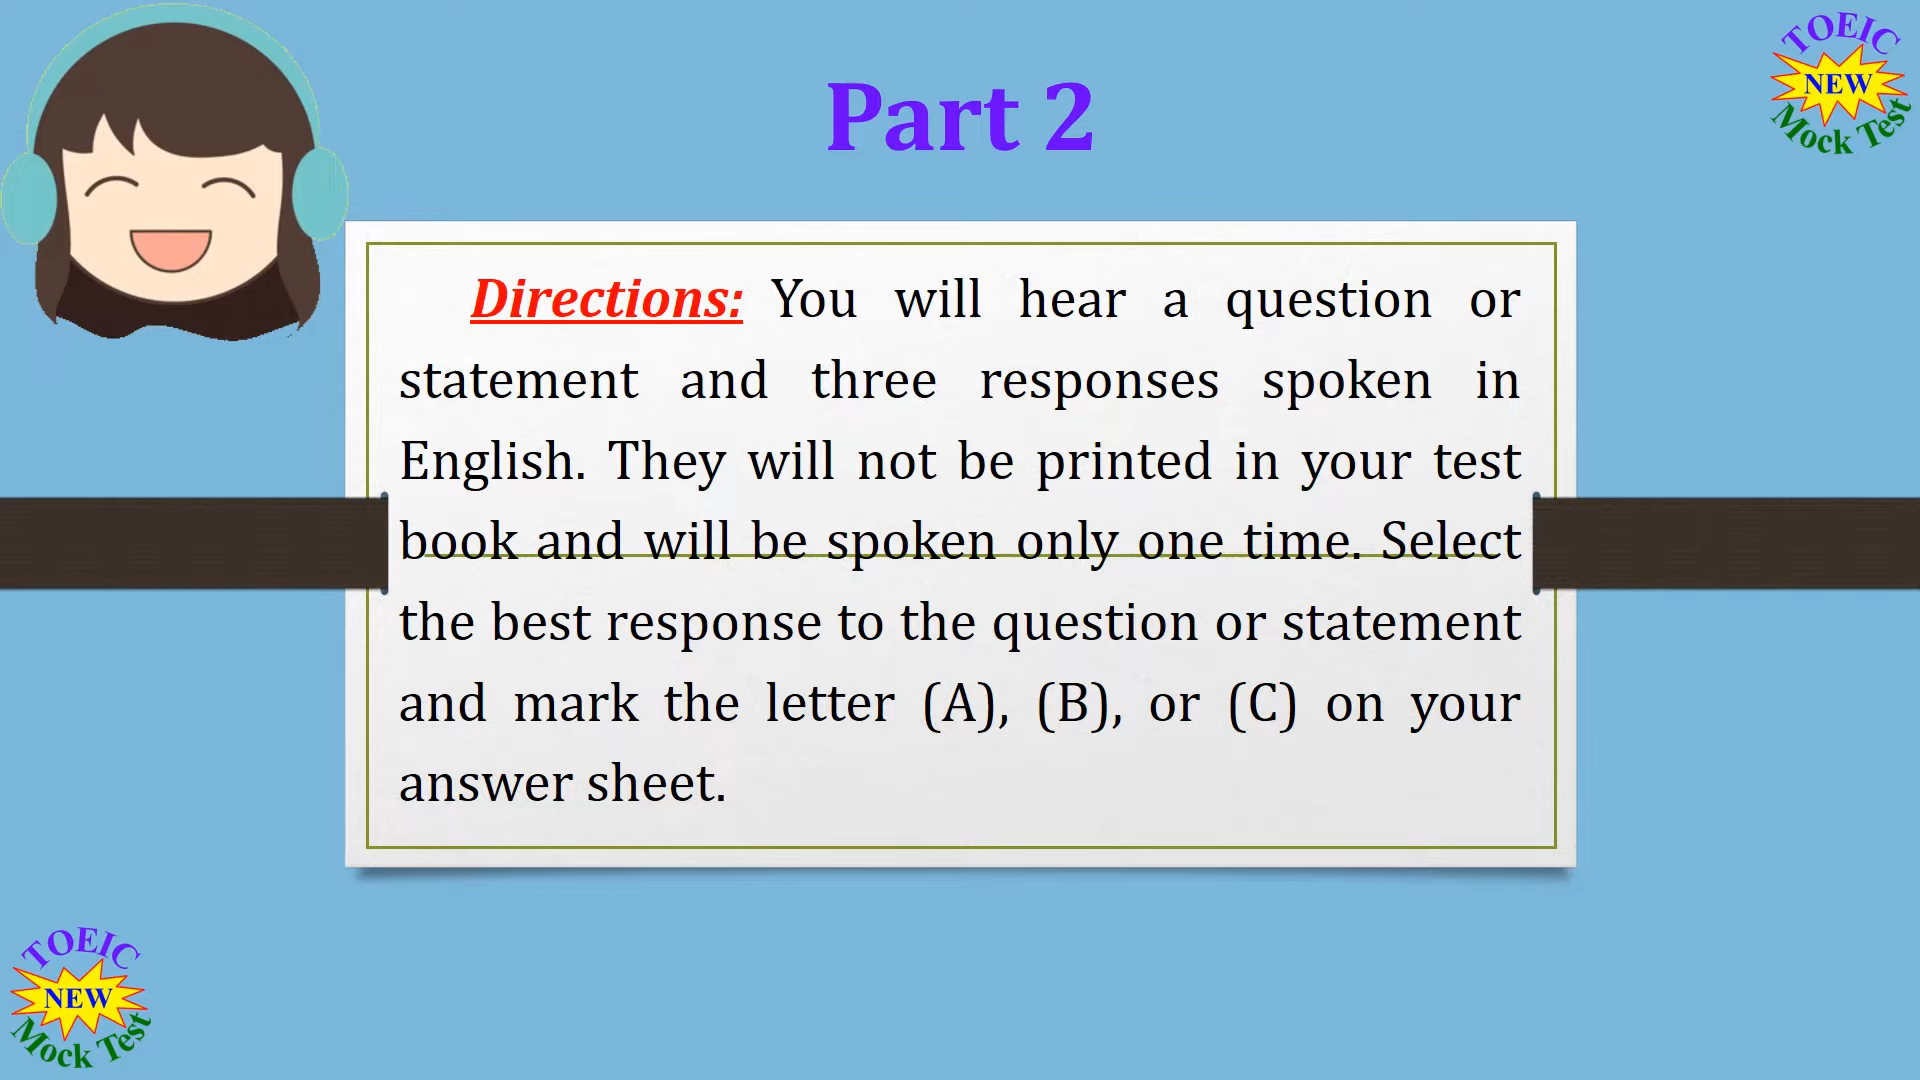 TOEIC
NEW
Mock Test
Part 2
Directions: You will hear a question or
statement and three responses spoken in
English. They will not be printed in your test
book and will be spoken only one time. Select
the best response to the question or statement
and mark the letter (A), (B), or (C) on your
answer sheet.
TOEIC
NEW
Mock Test